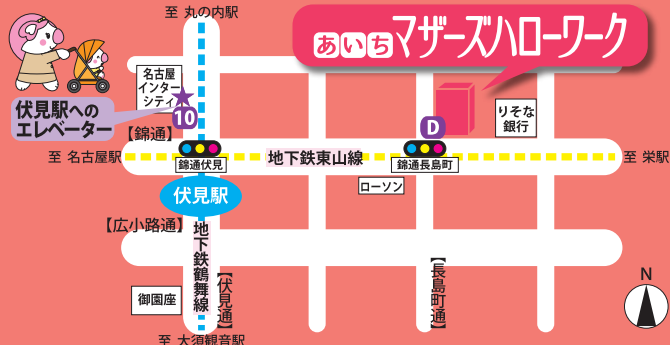 至 丸の内駅
あいちマザーズハローワーク
名古屋
インター
シティ
伏見駅への
エレベーター
10
【錦通】
D
りそな
銀行
至 名古屋駅
錦通伏見
地下鉄東山線
錦通長島町
至 栄駅
ローソン
伏見駅
【広小路通】
地下鉄鶴舞線
【伏見通】
【長島町通】
御園座
N
至 大須観音駅